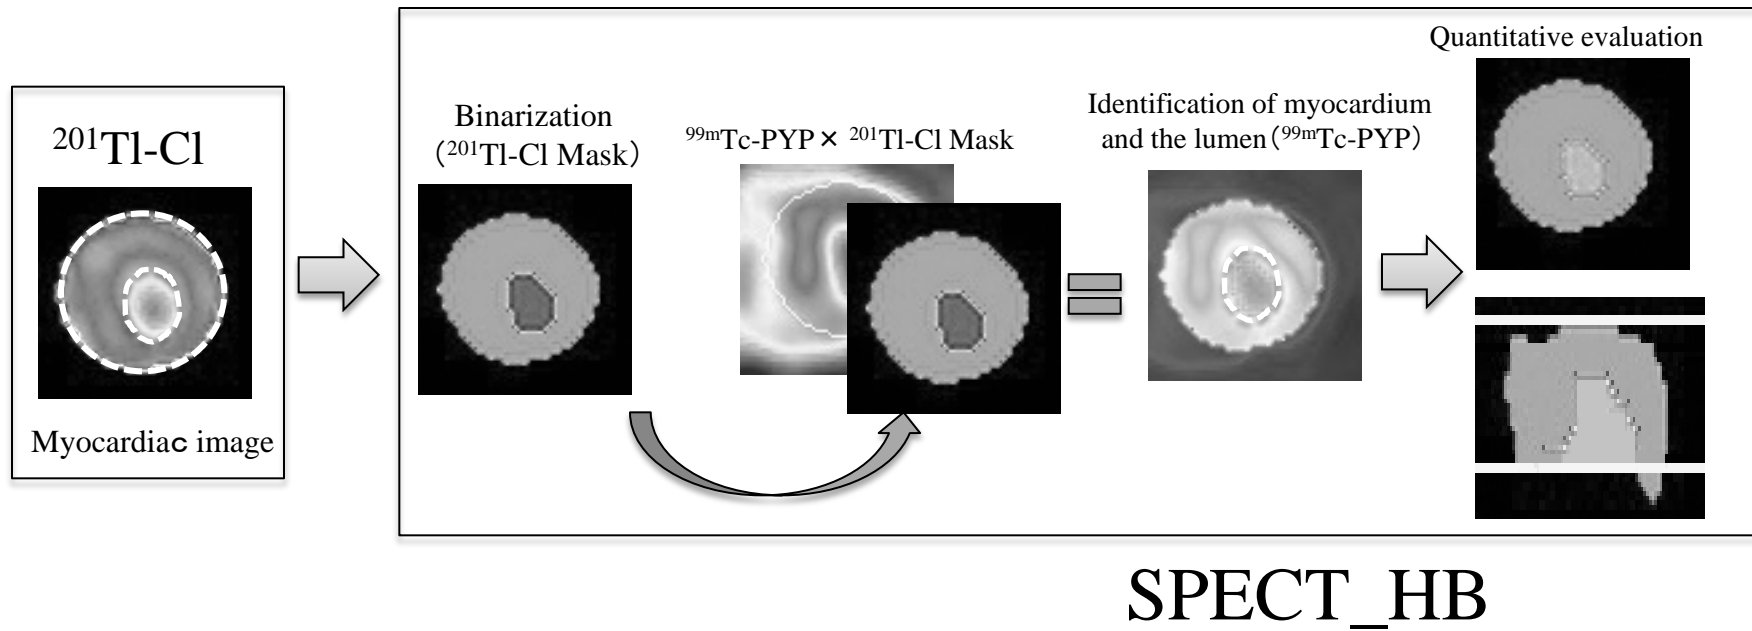 ²⁰¹Tl-Cl
Myocardiac image
Binarization
（²⁰¹Tl-Cl Mask）
⁹⁹ᵐTc-PYP × ²⁰¹Tl-Cl Mask
Identification of myocardium
and the lumen（⁹⁹ᵐTc-PYP）
Quantitative evaluation
SPECT_HB